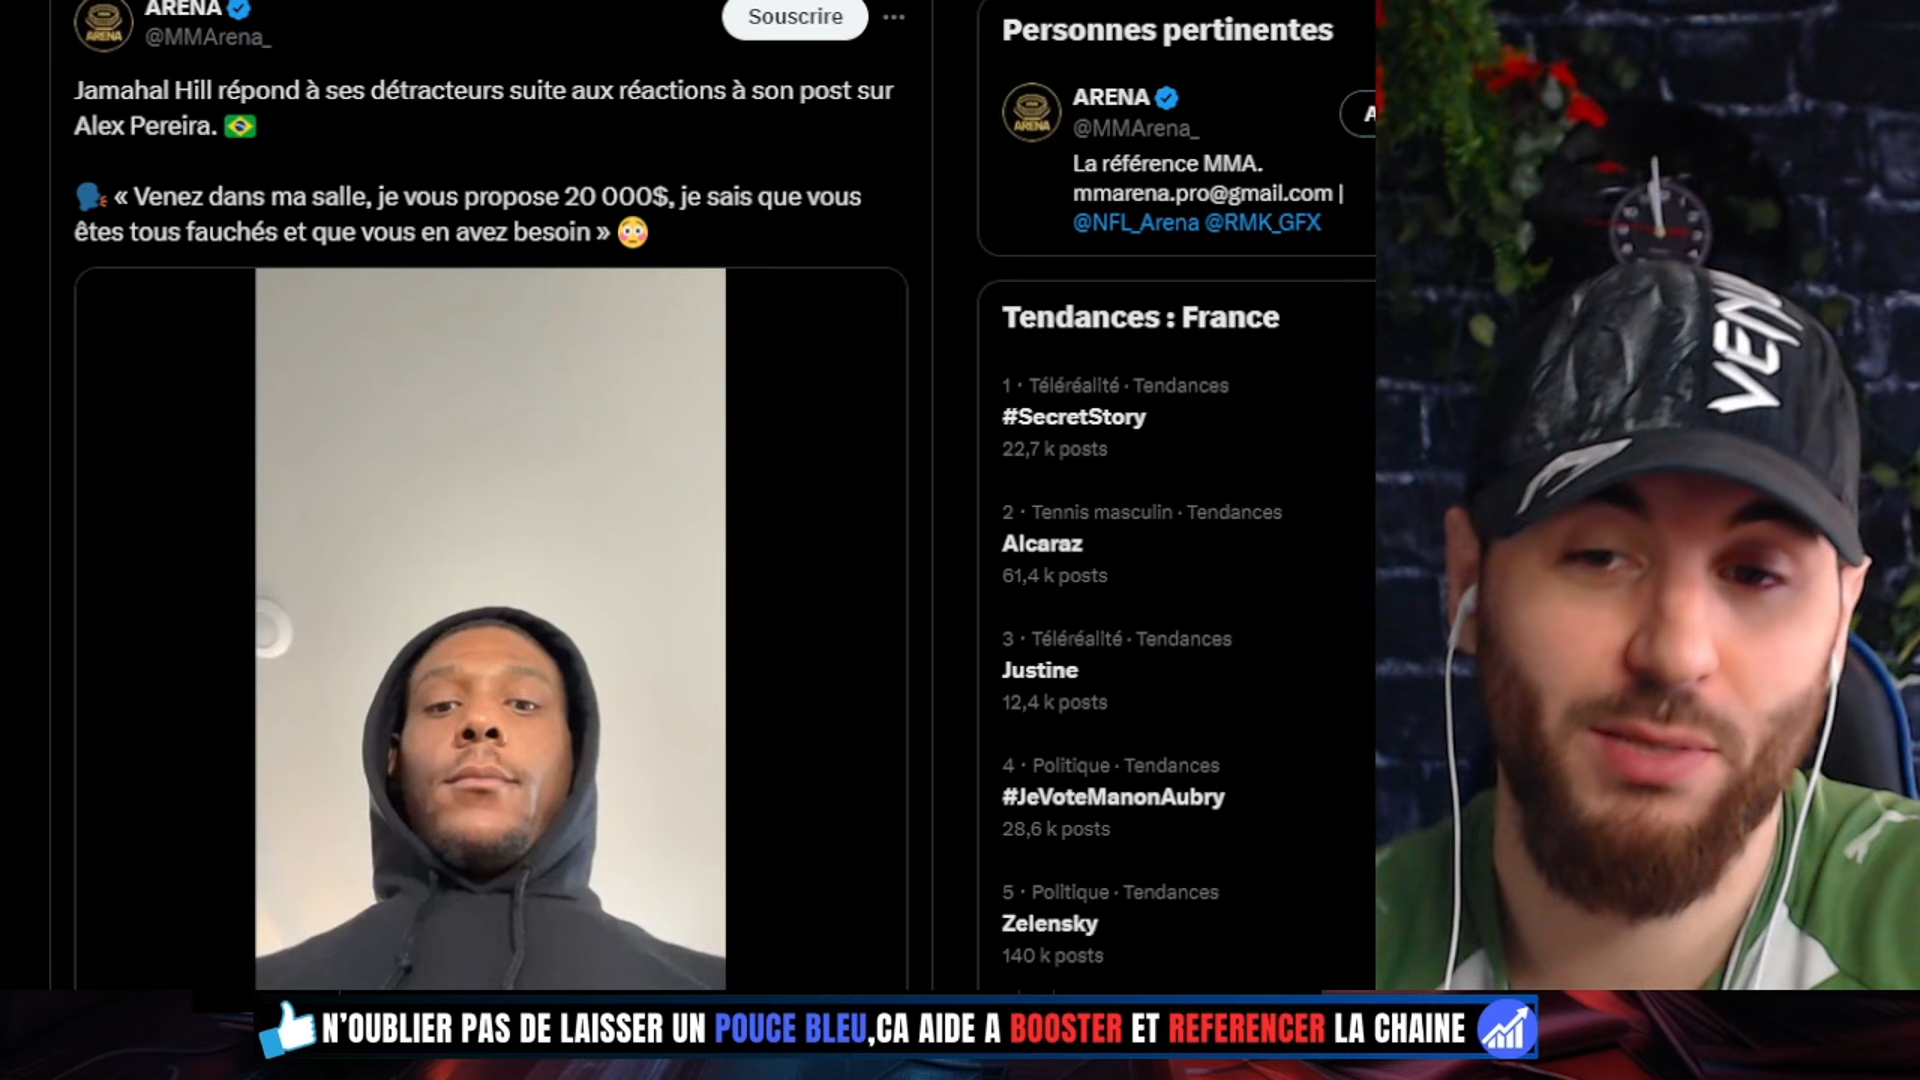 ARENA
@MMArena_
Souscrire
Jamahal Hill répond à ses détracteurs suite aux réactions à son post sur
Alex Pereira. 🇧🇷
🗣 « Venez dans ma salle, je vous propose 20 000$, je sais que vous
êtes tous fauchés et que vous en avez besoin » 😳
Personnes pertinentes
ARENA
@MMArena_
A
La référence MMA.
mmarena.pro@gmail.com |
@NFL_Arena @RMK_GFX
Tendances : France
1 · Téléréalité · Tendances
#SecretStory
22,7 k posts
2 · Tennis masculin · Tendances
Alcaraz
61,4 k posts
3 · Téléréalité · Tendances
Justine
12,4 k posts
4 · Politique · Tendances
#JeVoteManonAubry
28,6 k posts
5 · Politique · Tendances
Zelensky
140 k posts
VENU
N'OUBLIER PAS DE LAISSER UN POUCE BLEU,CA AIDE A BOOSTER ET REFERENCER LA CHAINE